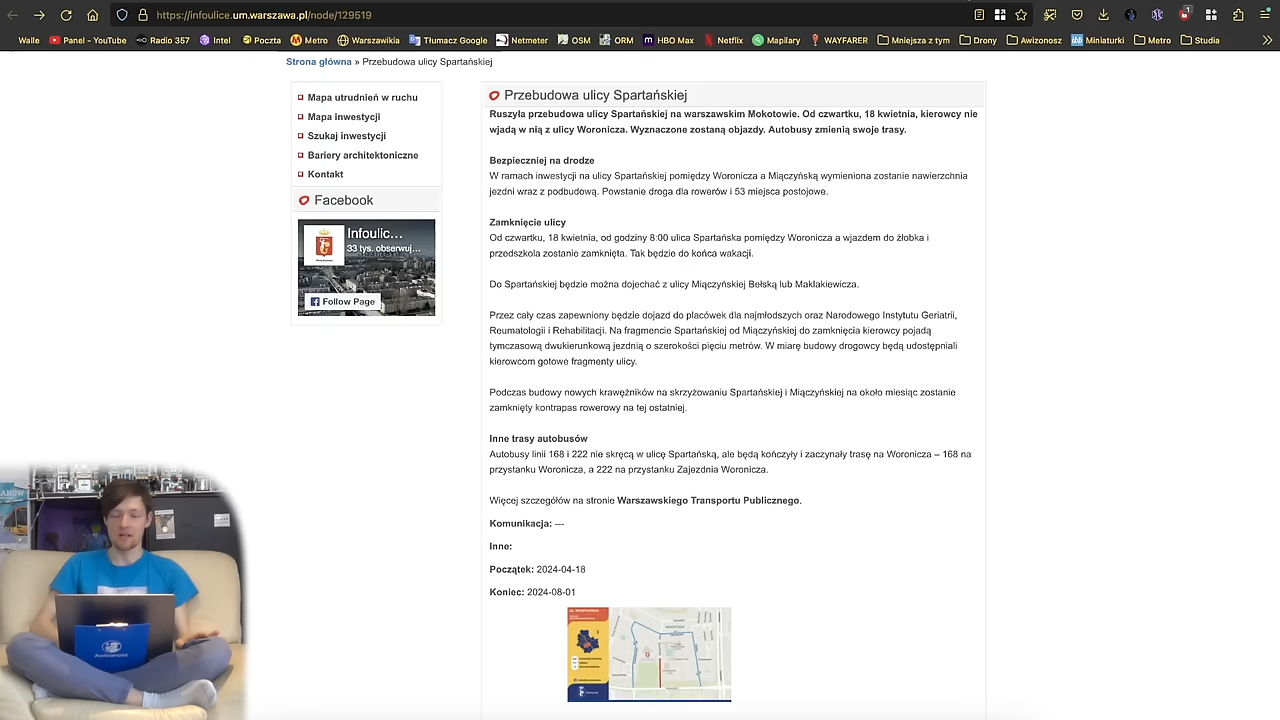 https://infoulice.um.warszawa.pl/node/129519
Walle Panel - YouTube Radio 357 Intel Poczta Metro Warszawikia Tłumacz Google Netmeter OSM ORM HBO Max Netflix Mapilary WAYFARER Mniejsza z tym Drony Awizonosz Miniaturki Metro Studia
Strona główna » Przebudowa ulicy Spartańskiej
Mapa utrudnień w ruchu
Mapa inwestycji
Szukaj inwestycji
Bariery architektoniczne
Kontakt
Facebook
Infoulic...
33 tys. obserwuj...
Follow Page
Przebudowa ulicy Spartańskiej
Ruszyła przebudowa ulicy Spartańskiej na warszawskim Mokotowie. Od czwartku, 18 kwietnia, kierowcy nie
wjadą w nią z ulicy Woronicza. Wyznaczone zostaną objazdy. Autobusy zmienią swoje trasy.
Bezpieczniej na drodze
W ramach inwestycji na ulicy Spartańskiej pomiędzy Woronicza a Miączyńską wymieniona zostanie nawierzchnia
jezdni wraz z podbudową. Powstanie droga dla rowerów i 53 miejsca postojowe.
Zamknięcie ulicy
Od czwartku, 18 kwietnia, od godziny 8:00 ulica Spartańska pomiędzy Woronicza a wjazdem do żłobka i
przedszkola zostanie zamknięta. Tak będzie do końca wakacji.
Do Spartańskiej będzie można dojechać z ulicy Miączyńskiej Bełską lub Maklakiewicza.
Przez cały czas zapewniony będzie dojazd do placówek dla najmłodszych oraz Narodowego Instytutu Geriatrii,
Reumatologii i Rehabilitacji. Na fragmencie Spartańskiej od Miączyńskiej do zamknięcia kierowcy pojadą
tymczasową dwukierunkową jezdnią o szerokości pięciu metrów. W miarę budowy drogowcy będą udostępniali
kierowcom gotowe fragmenty ulicy.
Podczas budowy nowych krawężników na skrzyżowaniu Spartańskiej i Miączyńskiej na około miesiąc zostanie
zamknięty kontrapas rowerowy na tej ostatniej.
Inne trasy autobusów
Autobusy linii 168 i 222 nie skręcą w ulicę Spartańską, ale będą kończyły i zaczynały trasę na Woronicza – 168 na
przystanku Woronicza, a 222 na przystanku Zajezdnia Woronicza.
Więcej szczegółów na stronie Warszawskiego Transportu Publicznego.
Komunikacja: ---
Inne:
Początek: 2024-04-18
Koniec: 2024-08-01
Awizonosz